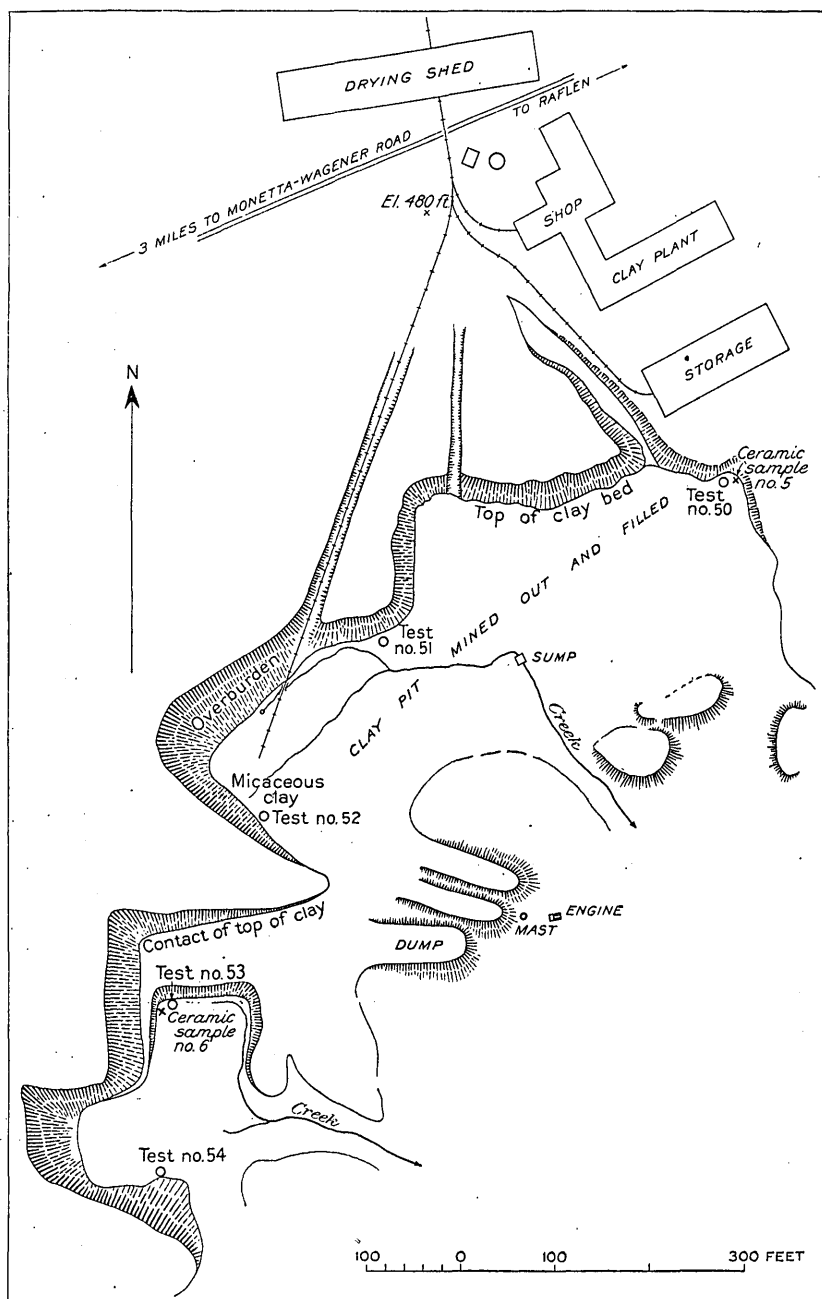 DRYING SHED
TO RAFLEN
3 MILES TO MONETTA-WAGENER ROAD
El. 480 ft.
SHOP
CLAY PLANT
STORAGE
N
Ceramic
sample
no. 5
Test
no. 50
Top of clay bed
MINED OUT AND FILLED
Test
no. 51
SUMP
Overburden
CLAY PIT
Creek
Micaceous
clay
Test no. 52
ENGINE
MAST
Contact of top of clay
DUMP
Test no. 53
Ceramic
sample
no. 6
Creek
Test no. 54
100 0 100 300 FEET